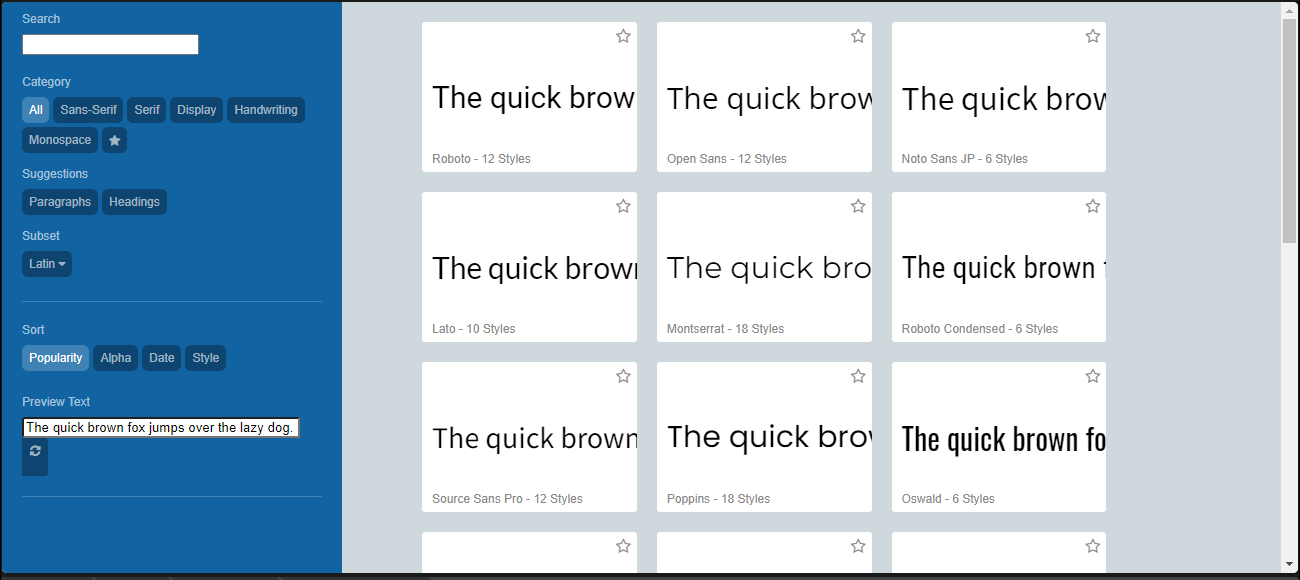 Search
Category
All Sans-Serif Serif Display Handwriting
Monospace
Suggestions
Paragraphs Headings
Subset
Latin
Sort
Popularity Alpha Date Style
Preview Text
The quick brown fox jumps over the lazy dog.
The quick brow
Roboto - 12 Styles
The quick brow
Open Sans - 12 Styles
The quick brow
Noto Sans JP - 6 Styles
The quick brown
Lato - 10 Styles
The quick bro
Montserrat - 18 Styles
The quick brown f
Roboto Condensed - 6 Styles
The quick brown
Source Sans Pro - 12 Styles
The quick brow
Poppins - 18 Styles
The quick brown fo
Oswald - 6 Styles